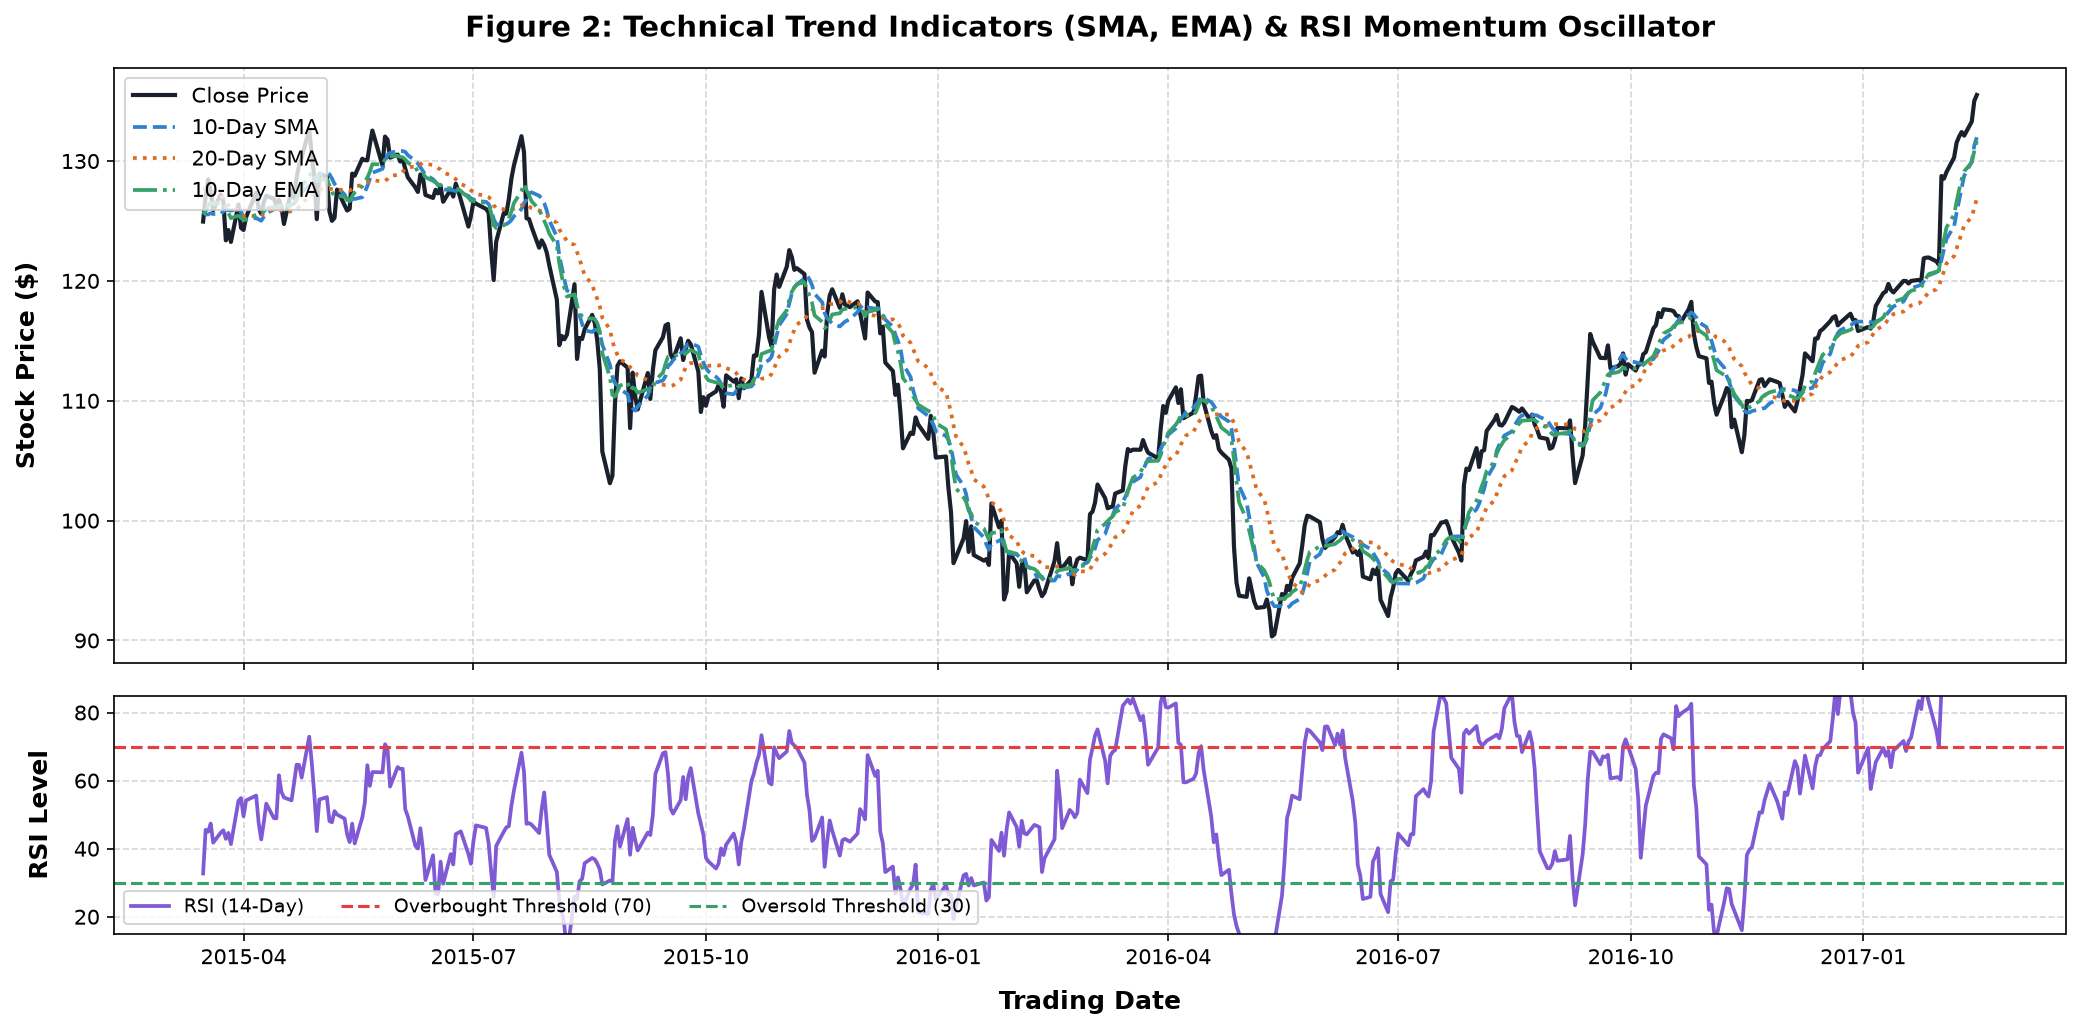 Figure 2: Technical Trend Indicators (SMA, EMA) & RSI Momentum Oscillator
Close Price
10-Day SMA
20-Day SMA
10-Day EMA
Stock Price ($)
130
120
110
100
90
RSI Level
80
60
40
20
RSI (14-Day)
Overbought Threshold (70)
Oversold Threshold (30)
2015-04
2015-07
2015-10
2016-01
2016-04
2016-07
2016-10
2017-01
Trading Date